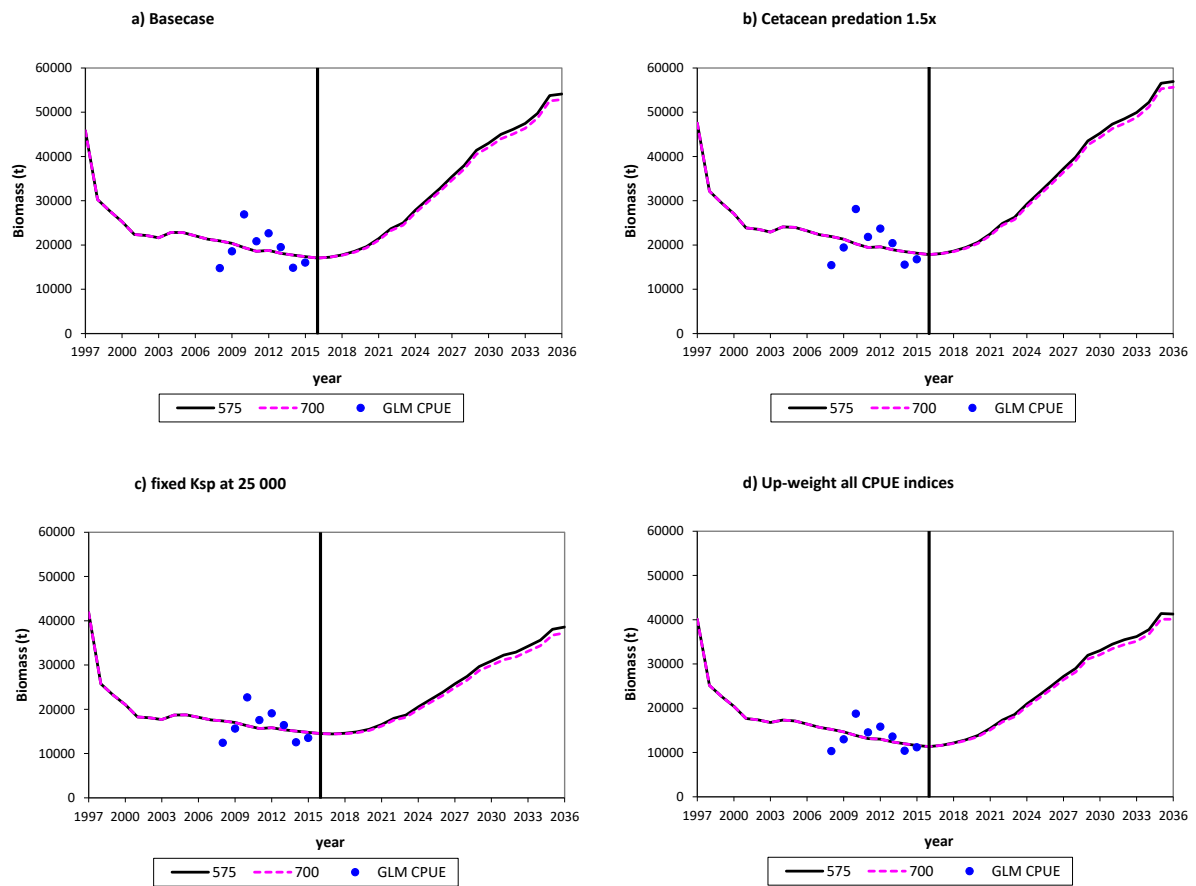 a) Basecase
Biomass (t)
60000
50000
40000
30000
20000
10000
0
1997 2000 2003 2006 2009 2012 2015 2018 2021 2024 2027 2030 2033 2036
year
575 700 GLM CPUE
b) Cetacean predation 1.5x
Biomass (t)
60000
50000
40000
30000
20000
10000
0
1997 2000 2003 2006 2009 2012 2015 2018 2021 2024 2027 2030 2033 2036
year
575 700 GLM CPUE
c) fixed Ksp at 25 000
Biomass (t)
60000
50000
40000
30000
20000
10000
0
1997 2000 2003 2006 2009 2012 2015 2018 2021 2024 2027 2030 2033 2036
year
575 700 GLM CPUE
d) Up-weight all CPUE indices
Biomass (t)
60000
50000
40000
30000
20000
10000
0
1997 2000 2003 2006 2009 2012 2015 2018 2021 2024 2027 2030 2033 2036
year
575 700 GLM CPUE